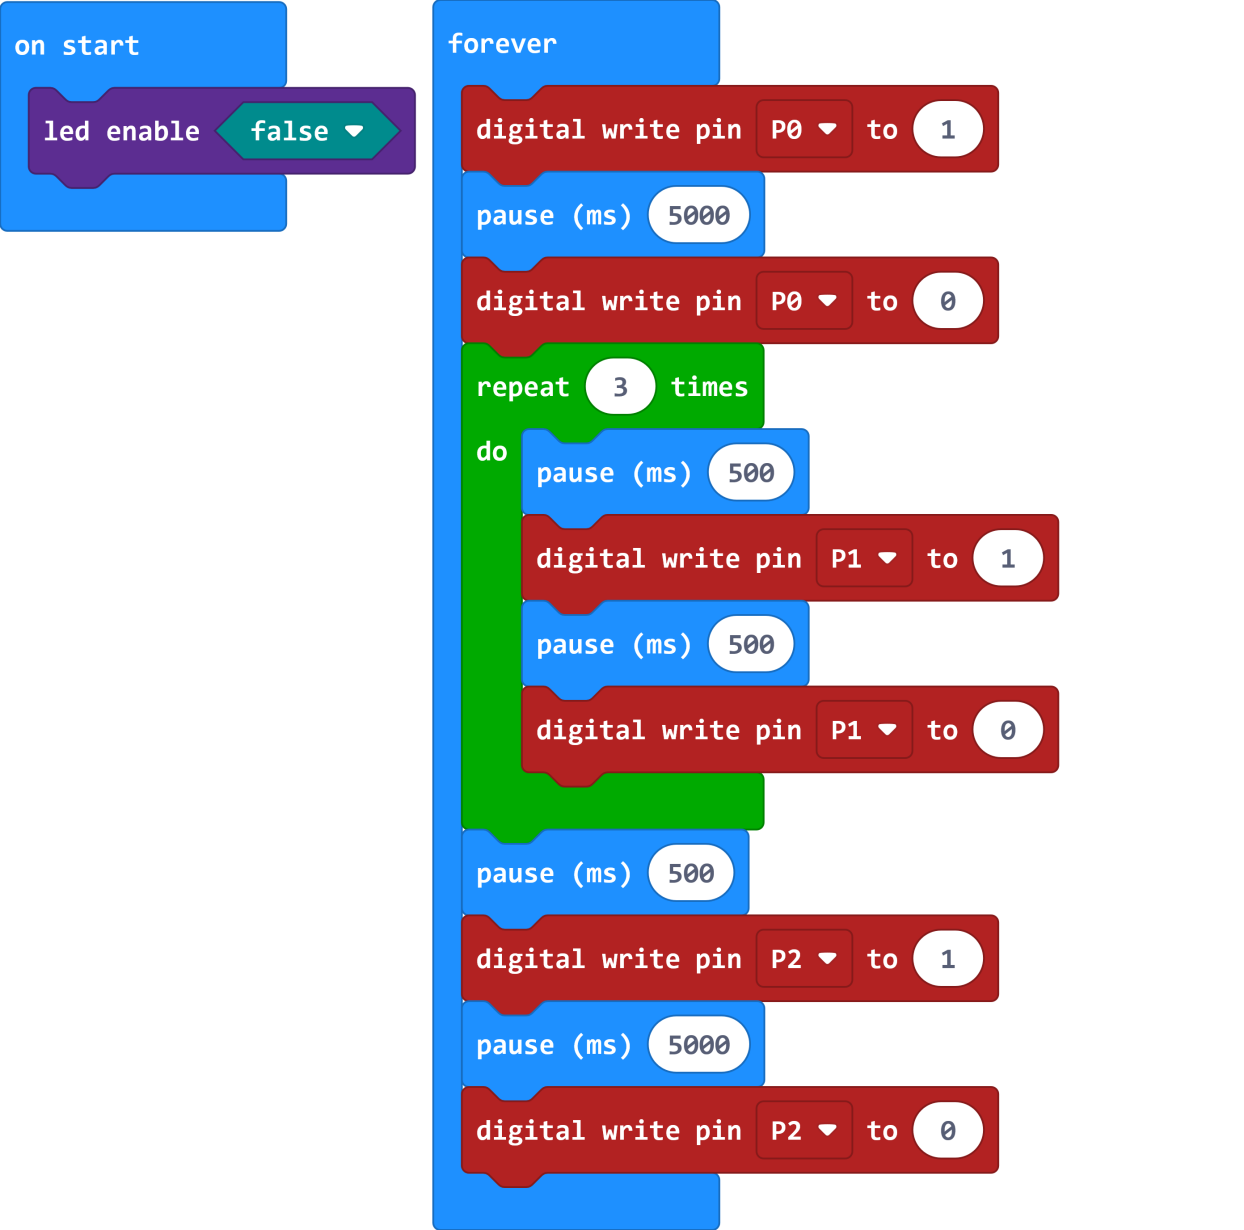 on start
led enable false
forever
digital write pin P0 to 1
pause (ms) 5000
digital write pin P0 to 0
repeat 3 times
do
pause (ms) 500
digital write pin P1 to 1
pause (ms) 500
digital write pin P1 to 0
pause (ms) 500
digital write pin P2 to 1
pause (ms) 5000
digital write pin P2 to 0